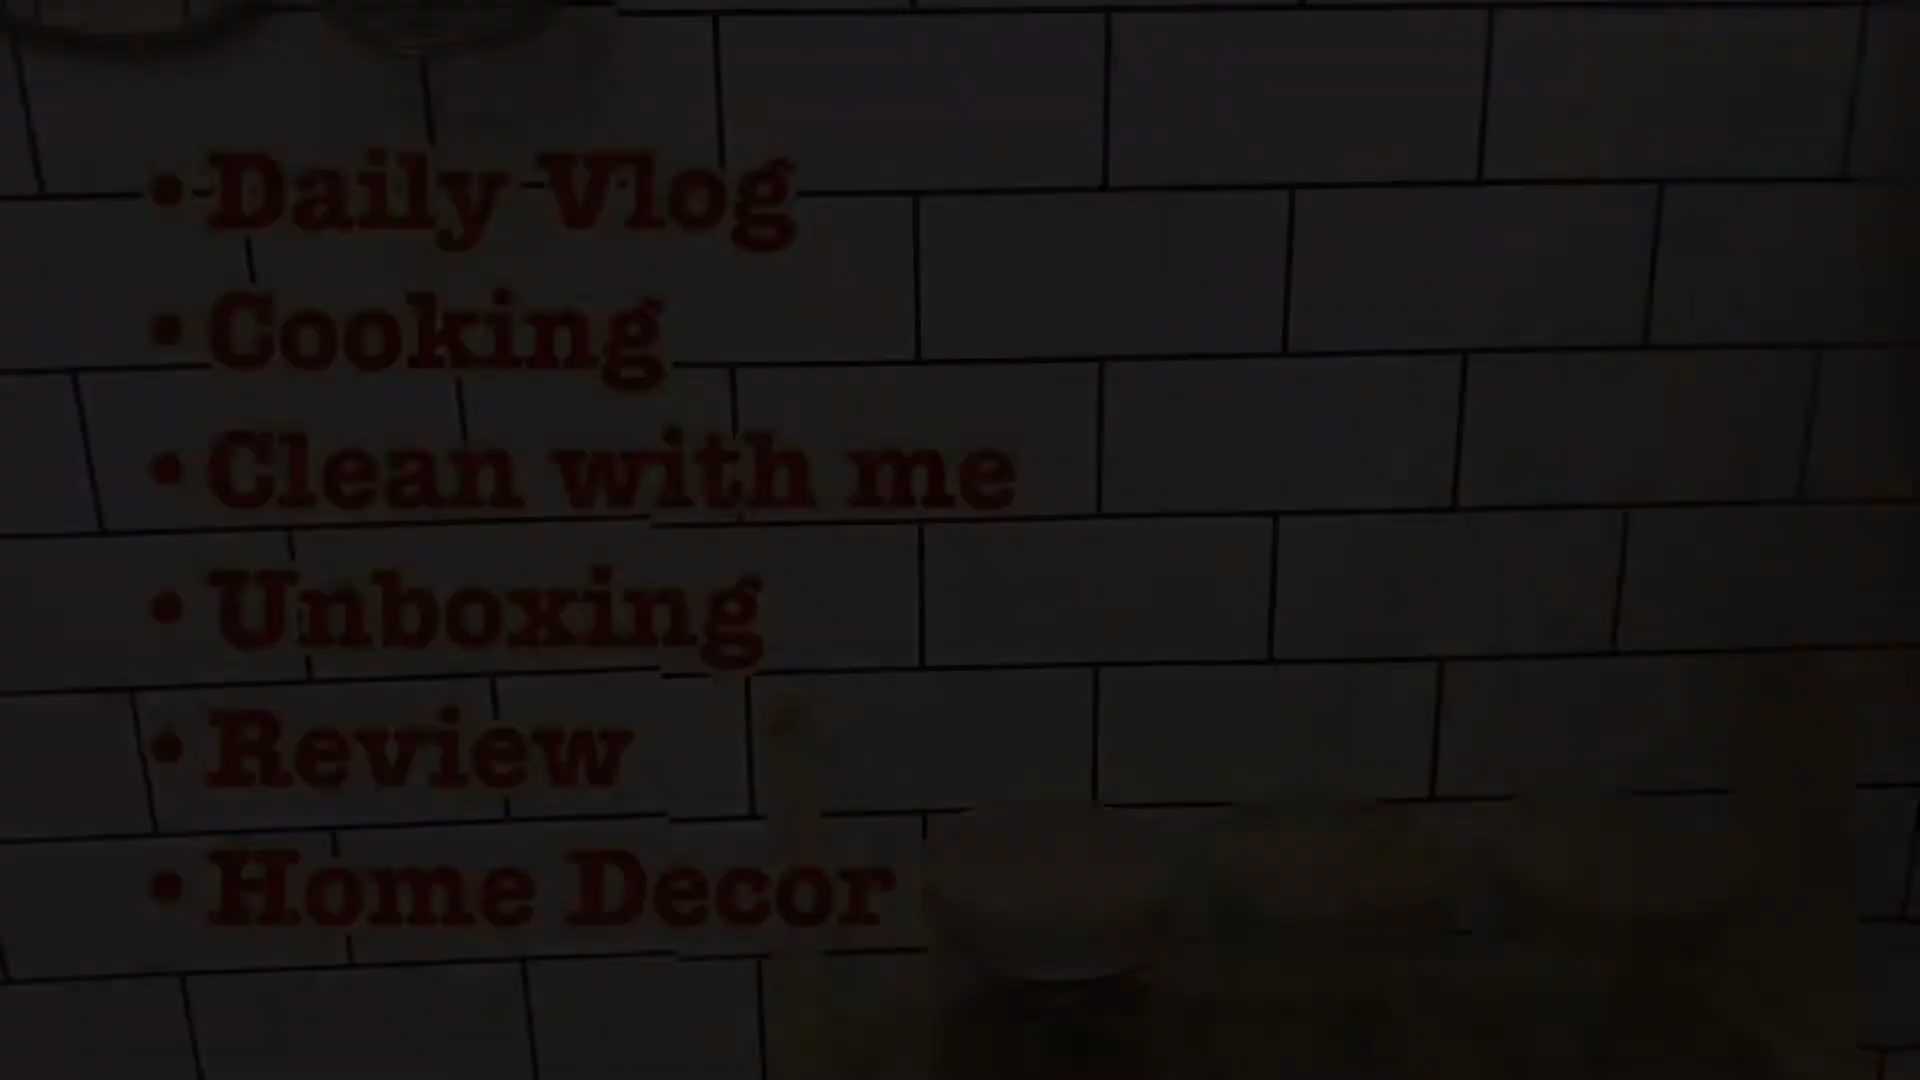 • Daily Vlog
• Cooking
• Clean with me
• Unboxing
• Review
• Home Decor